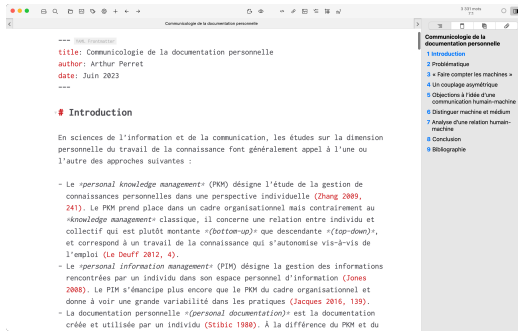 5 331 mots
Communicologie de la documentation personnelle
Communicologie de la documentation personnelle
1 Introduction
2 Problématique
3 « Faire compter les machines »
4 Un couplage asymétrique
5 Objections à l'idée d'une
communication humain-machine
6 Distinguer machine et médium
7 Analyse d'une relation humain-
machine
8 Conclusion
9 Bibliographie
--- YAML Frontmatter
title: Communicologie de la documentation personnelle
author: Arthur Perret
date: Juin 2023
---
# Introduction
En sciences de l'information et de la communication, les études sur la dimension
personnelle du travail de la connaissance font généralement appel à l'une ou
l'autre des approches suivantes :
- Le *personal knowledge management* (PKM) désigne l'étude de la gestion de
connaissances personnelles dans une perspective individuelle (Zhang 2009,
241). Le PKM prend place dans un cadre organisationnel mais contrairement au
*knowledge management* classique, il concerne une relation entre individu et
collectif qui est plutôt montante *(bottom-up)* que descendante *(top-down)*,
et correspond à un travail de la connaissance qui s'autonomise vis-à-vis de
l'emploi (Le Deuff 2012, 4).
- Le *personal information management* (PIM) désigne la gestion des informations
rencontrées par un individu dans son espace personnel d'information (Jones
2008). Le PIM s'émancipe plus encore que le PKM du cadre organisationnel et
donne à voir une grande variabilité dans les pratiques (Jacques 2016, 139).
- La documentation personnelle *(personal documentation)* est la documentation
créée et utilisée par un individu (Stibic 1980). À la différence du PKM et du